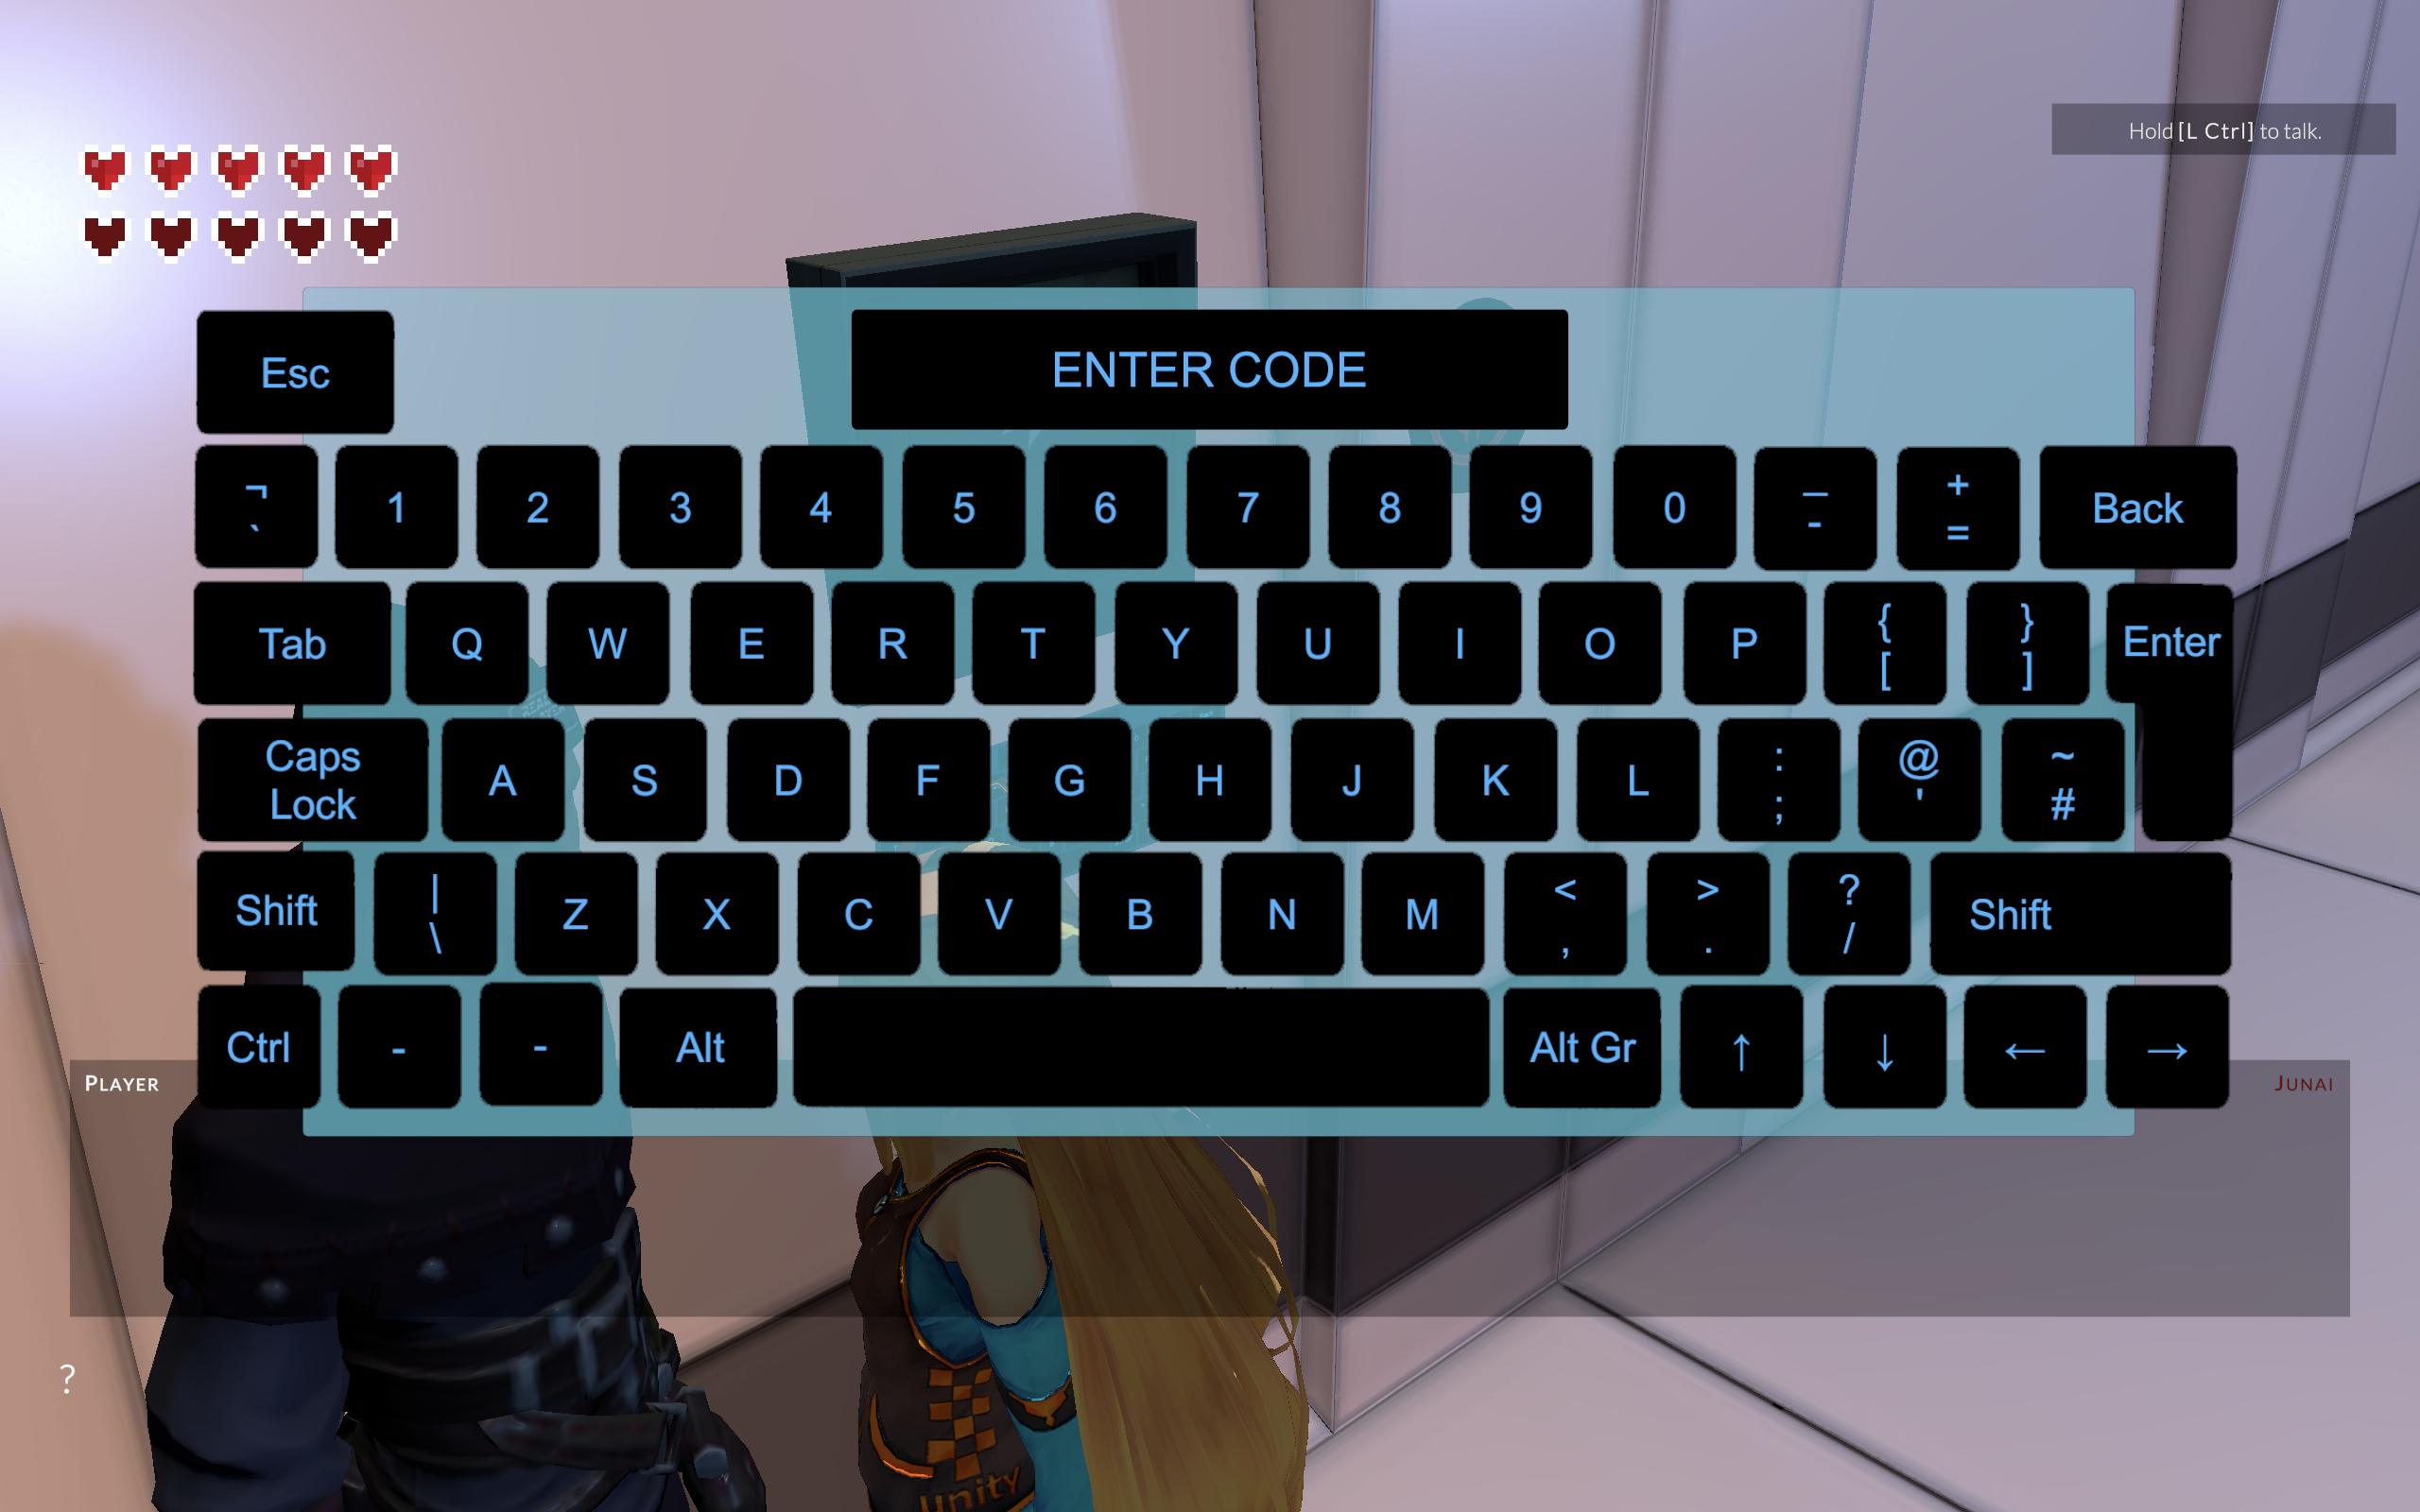 Hold [L Ctrl] to talk.
Esc
ENTER CODE
¬ ` 1 2 3 4 5 6 7 8 9 0 _ - + = Back
Tab Q W E R T Y U I O P { [ } ] Enter
Caps Lock A S D F G H J K L : ; @ ' ~ #
Shift | \ Z X C V B N M < , > . ? / Shift
Ctrl - - Alt Alt Gr ↑ ↓ ← →
PLAYER
JUNAI
?
unity